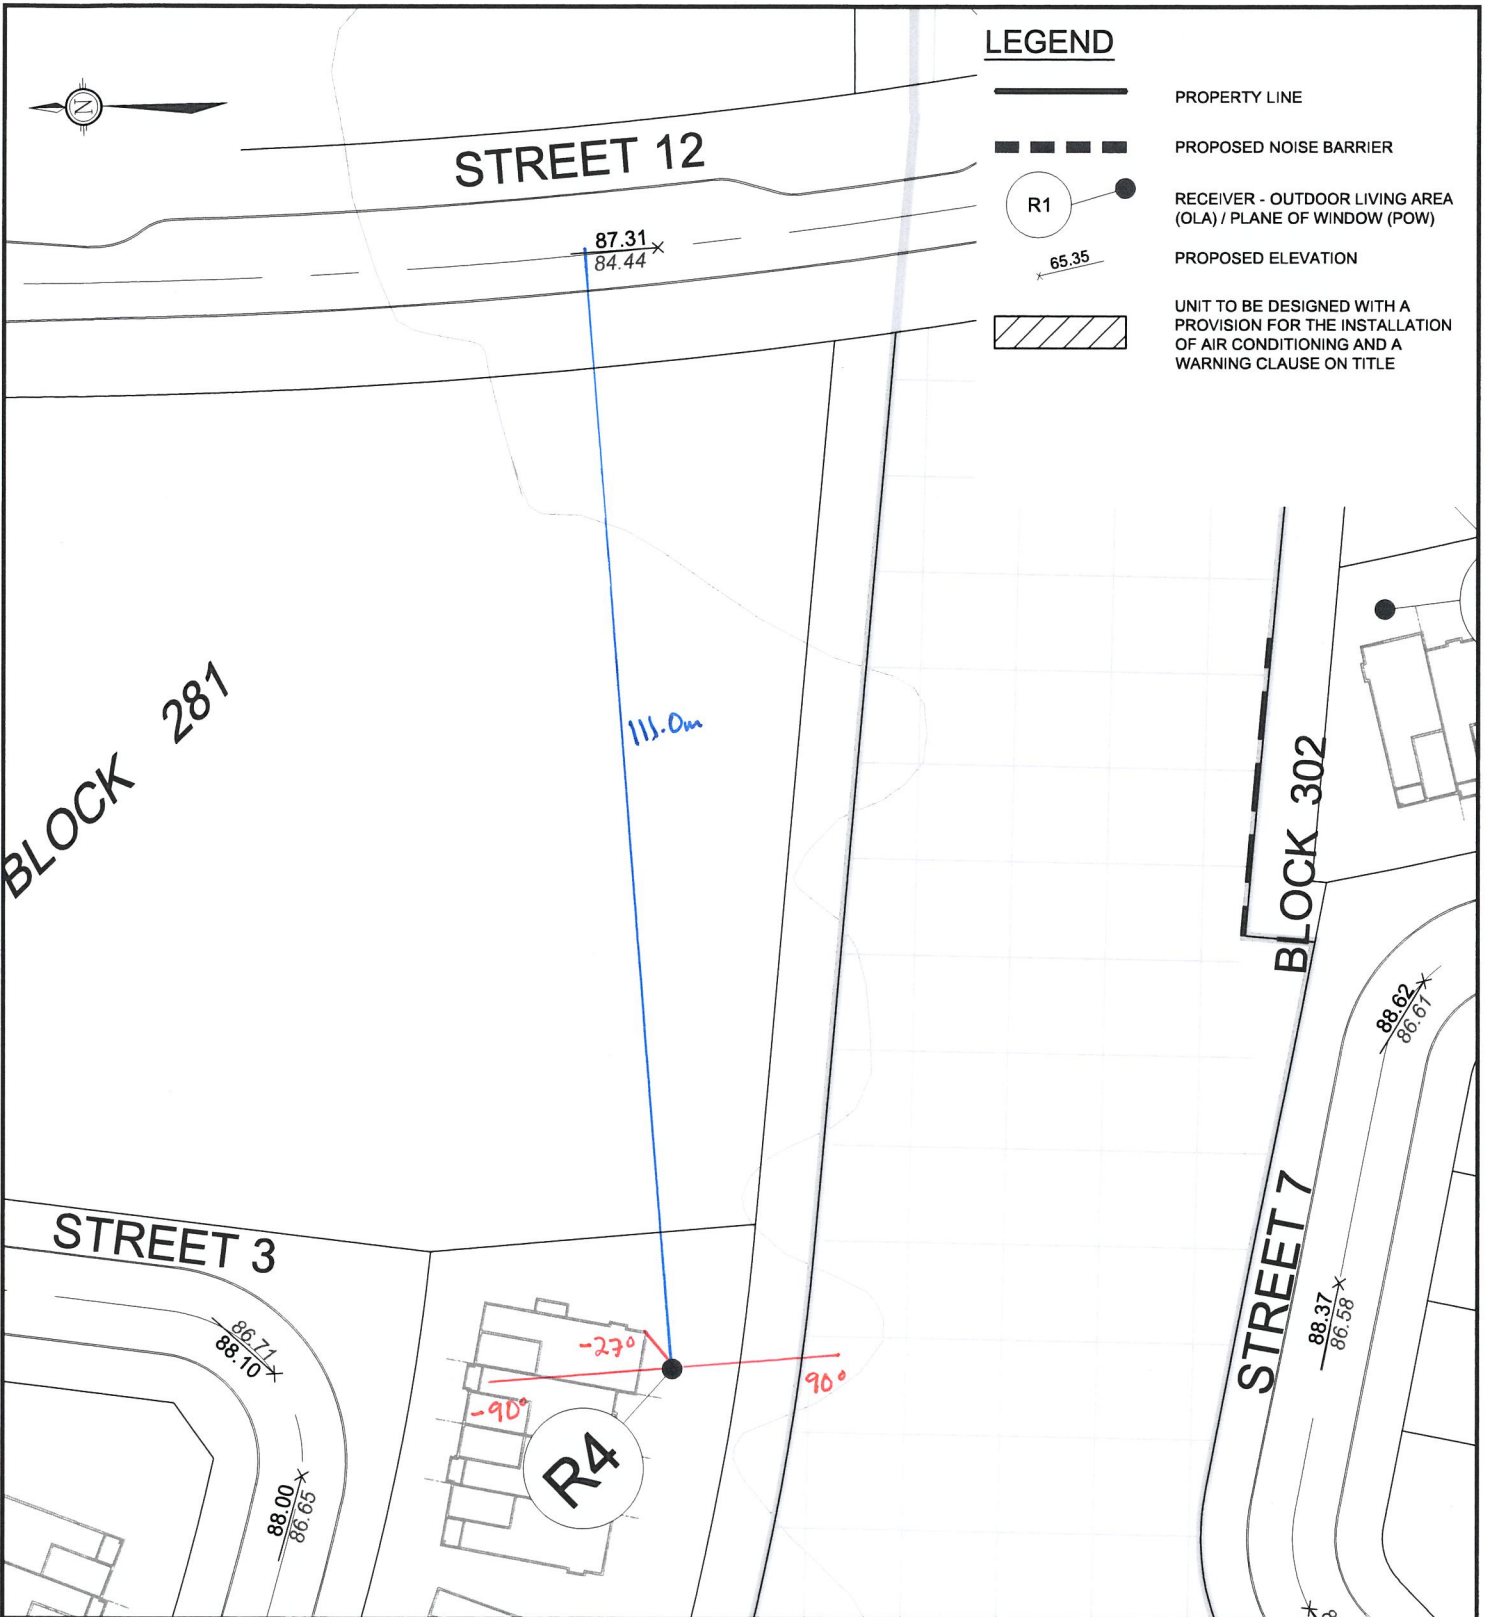 LEGEND
PROPERTY LINE
PROPOSED NOISE BARRIER
R1
RECEIVER - OUTDOOR LIVING AREA
(OLA) / PLANE OF WINDOW (POW)
65.35
PROPOSED ELEVATION
UNIT TO BE DESIGNED WITH A
PROVISION FOR THE INSTALLATION
OF AIR CONDITIONING AND A
WARNING CLAUSE ON TITLE
N
STREET 12
87.31
84.44
BLOCK 281
111.0m
BLOCK 302
88.62
86.61
STREET 3
86.71
88.10
-27°
90°
-90°
R4
STREET 7
88.37
86.58
88.00
86.65